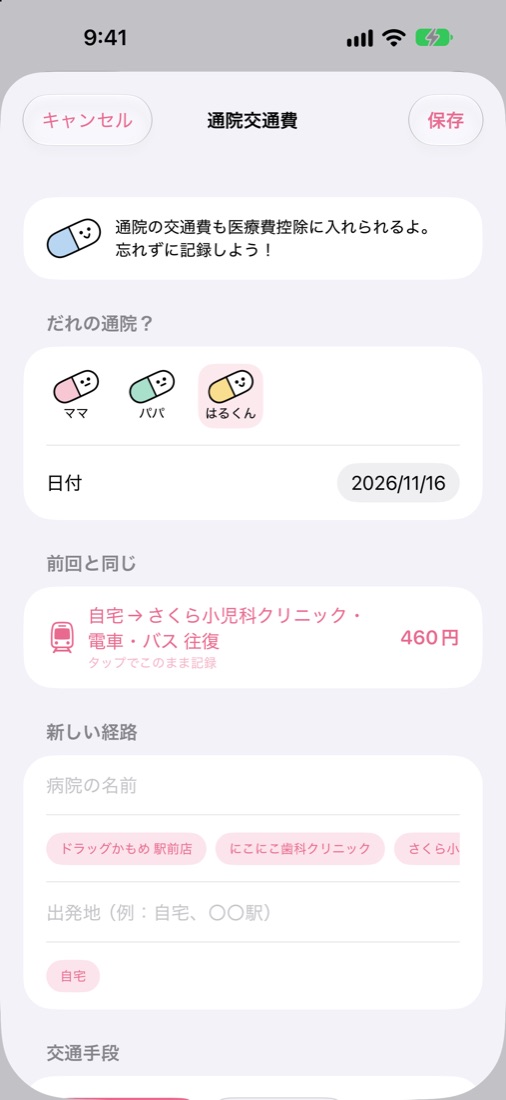 9:41
キャンセル
通院交通費
保存
通院の交通費も医療費控除に入れられるよ。
忘れずに記録しよう！
だれの通院？
ママ
パパ
はるくん
日付
2026/11/16
前回と同じ
自宅→さくら小児科クリニック・
電車・バス 往復
460円
タップでこのまま記録
新しい経路
病院の名前
ドラッグかもめ 駅前店
にこにこ歯科クリニック
さくら小
出発地（例：自宅、〇〇駅）
自宅
交通手段